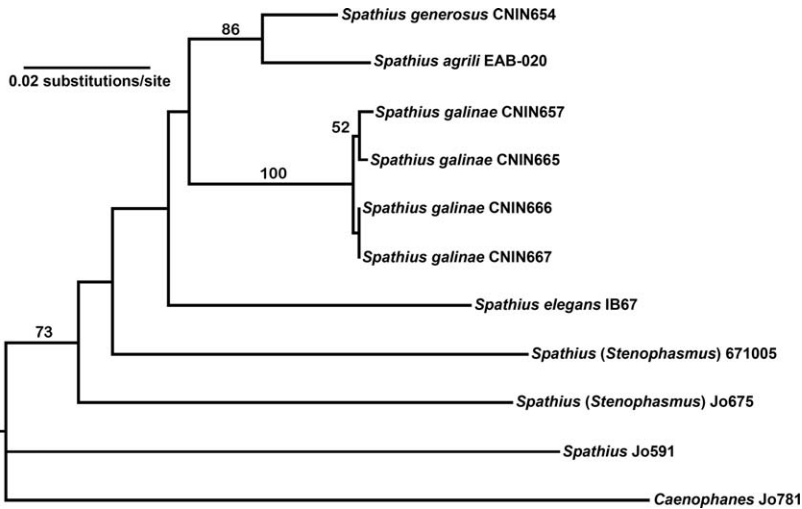 Spathius generosus CNIN654
86
Spathius agrili EAB-020
0.02 substitutions/site
Spathius galinae CNIN657
52
Spathius galinae CNIN665
100
Spathius galinae CNIN666
Spathius galinae CNIN667
Spathius elegans IB67
73
Spathius (Stenophasmus) 671005
Spathius (Stenophasmus) Jo675
Spathius Jo591
Caenophanes Jo781